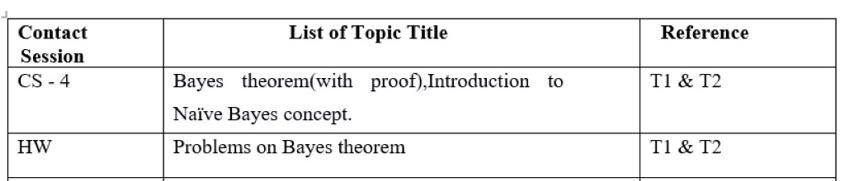 Contact Session
List of Topic Title
Reference
CS - 4
Bayes theorem(with proof),Introduction to
Naïve Bayes concept.
T1 & T2
HW
Problems on Bayes theorem
T1 & T2